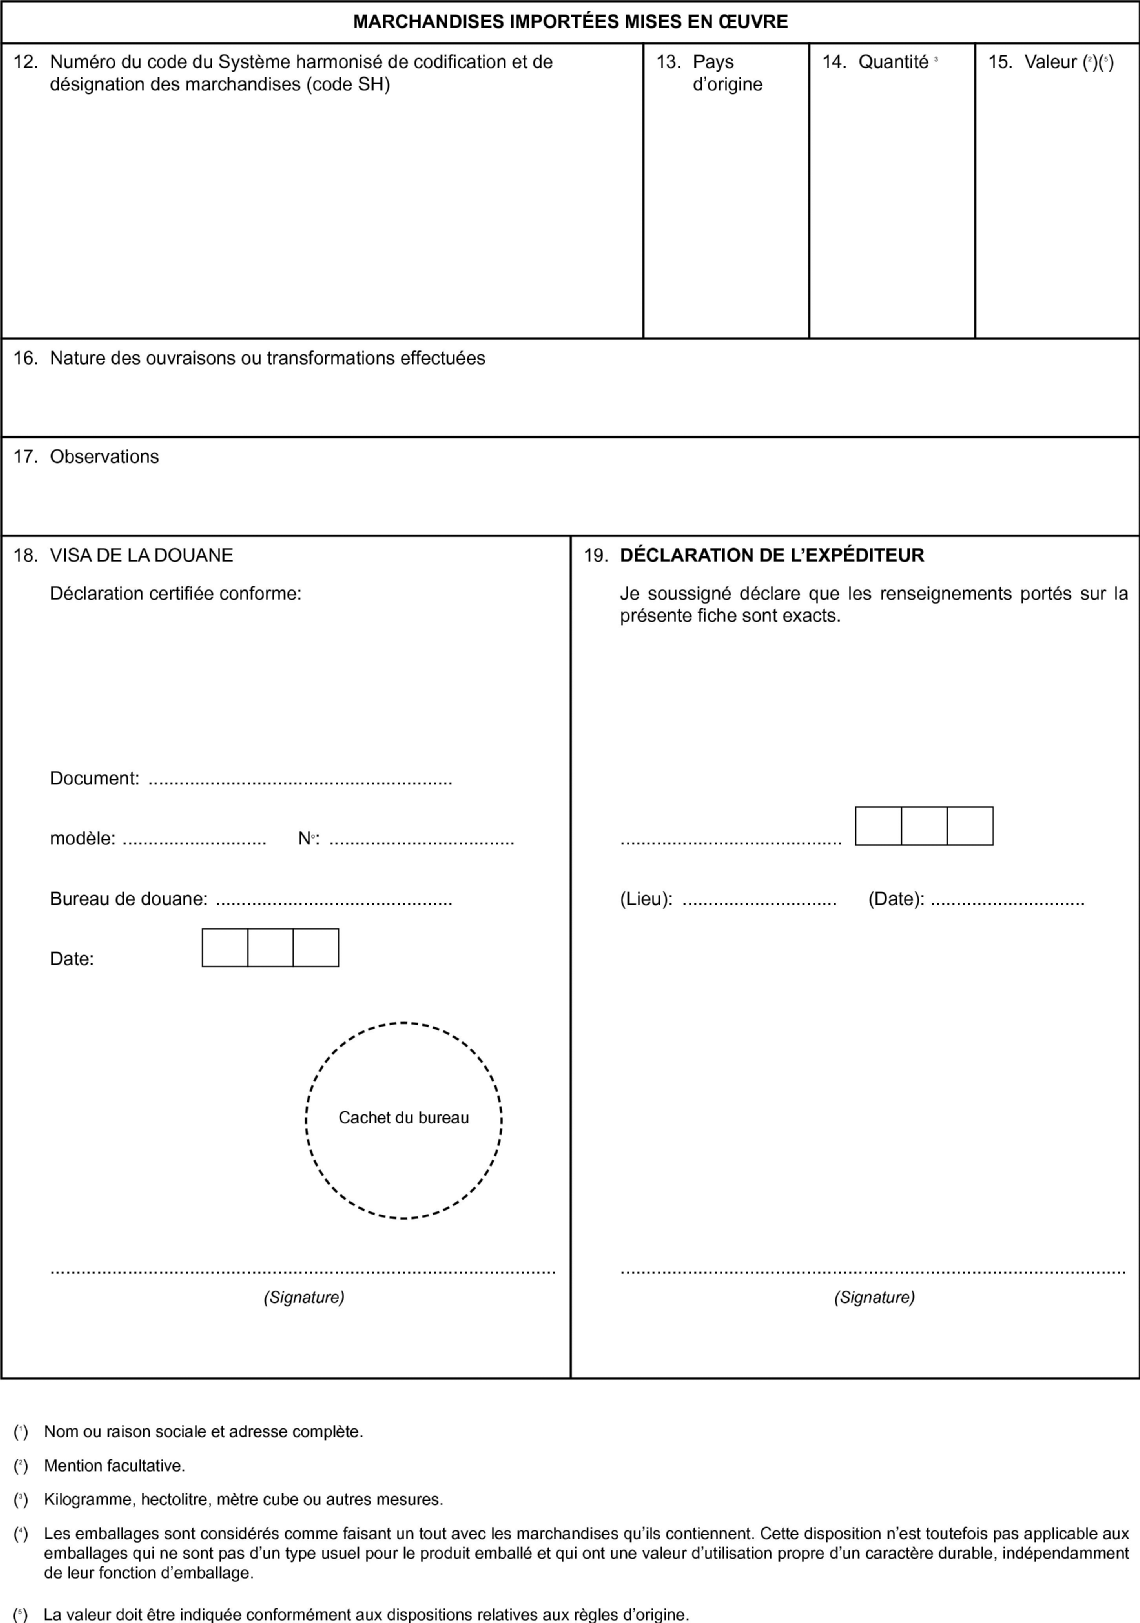 MARCHANDISES IMPORTÉES MISES EN ŒUVRE
12. Numéro du code du Système harmonisé de codification et de
désignation des marchandises (code SH)
13. Pays
d’origine
14. Quantité ³
15. Valeur (²)(⁵)
16. Nature des ouvraisons ou transformations effectuées
17. Observations
18. VISA DE LA DOUANE
Déclaration certifiée conforme:
Document: ...........................................................
modèle: ............................ Nº: ....................................
Bureau de douane: ..............................................
Date:
Cachet du bureau
..................................................................................................
(Signature)
19. DÉCLARATION DE L’EXPÉDITEUR
Je soussigné déclare que les renseignements portés sur la
présente fiche sont exacts.
...........................................
(Lieu): .............................. (Date): ..............................
..................................................................................................
(Signature)
(¹) Nom ou raison sociale et adresse complète.
(²) Mention facultative.
(³) Kilogramme, hectolitre, mètre cube ou autres mesures.
(⁴) Les emballages sont considérés comme faisant un tout avec les marchandises qu’ils contiennent. Cette disposition n’est toutefois pas applicable aux
emballages qui ne sont pas d’un type usuel pour le produit emballé et qui ont une valeur d’utilisation propre d’un caractère durable, indépendamment
de leur fonction d’emballage.
(⁵) La valeur doit être indiquée conformément aux dispositions relatives aux règles d’origine.